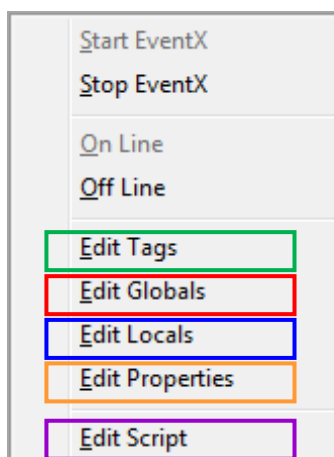 Start EventX
Stop EventX
On Line
Off Line
Edit Tags
Edit Globals
Edit Locals
Edit Properties
Edit Script